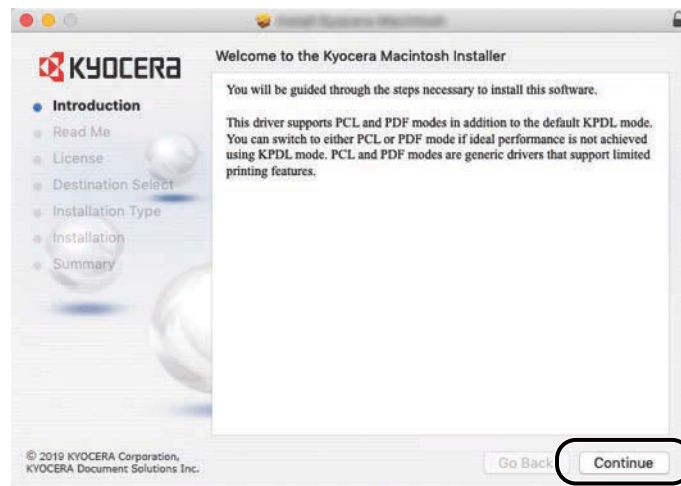 Install Kyocera Macintosh
KYOCERA
Welcome to the Kyocera Macintosh Installer
Introduction
Read Me
License
Destination Select
Installation Type
Installation
Summary
You will be guided through the steps necessary to install this software.
This driver supports PCL and PDF modes in addition to the default KPDL mode.
You can switch to either PCL or PDF mode if ideal performance is not achieved
using KPDL mode. PCL and PDF modes are generic drivers that support limited
printing features.
© 2019 KYOCERA Corporation,
KYOCERA Document Solutions Inc.
Go Back
Continue